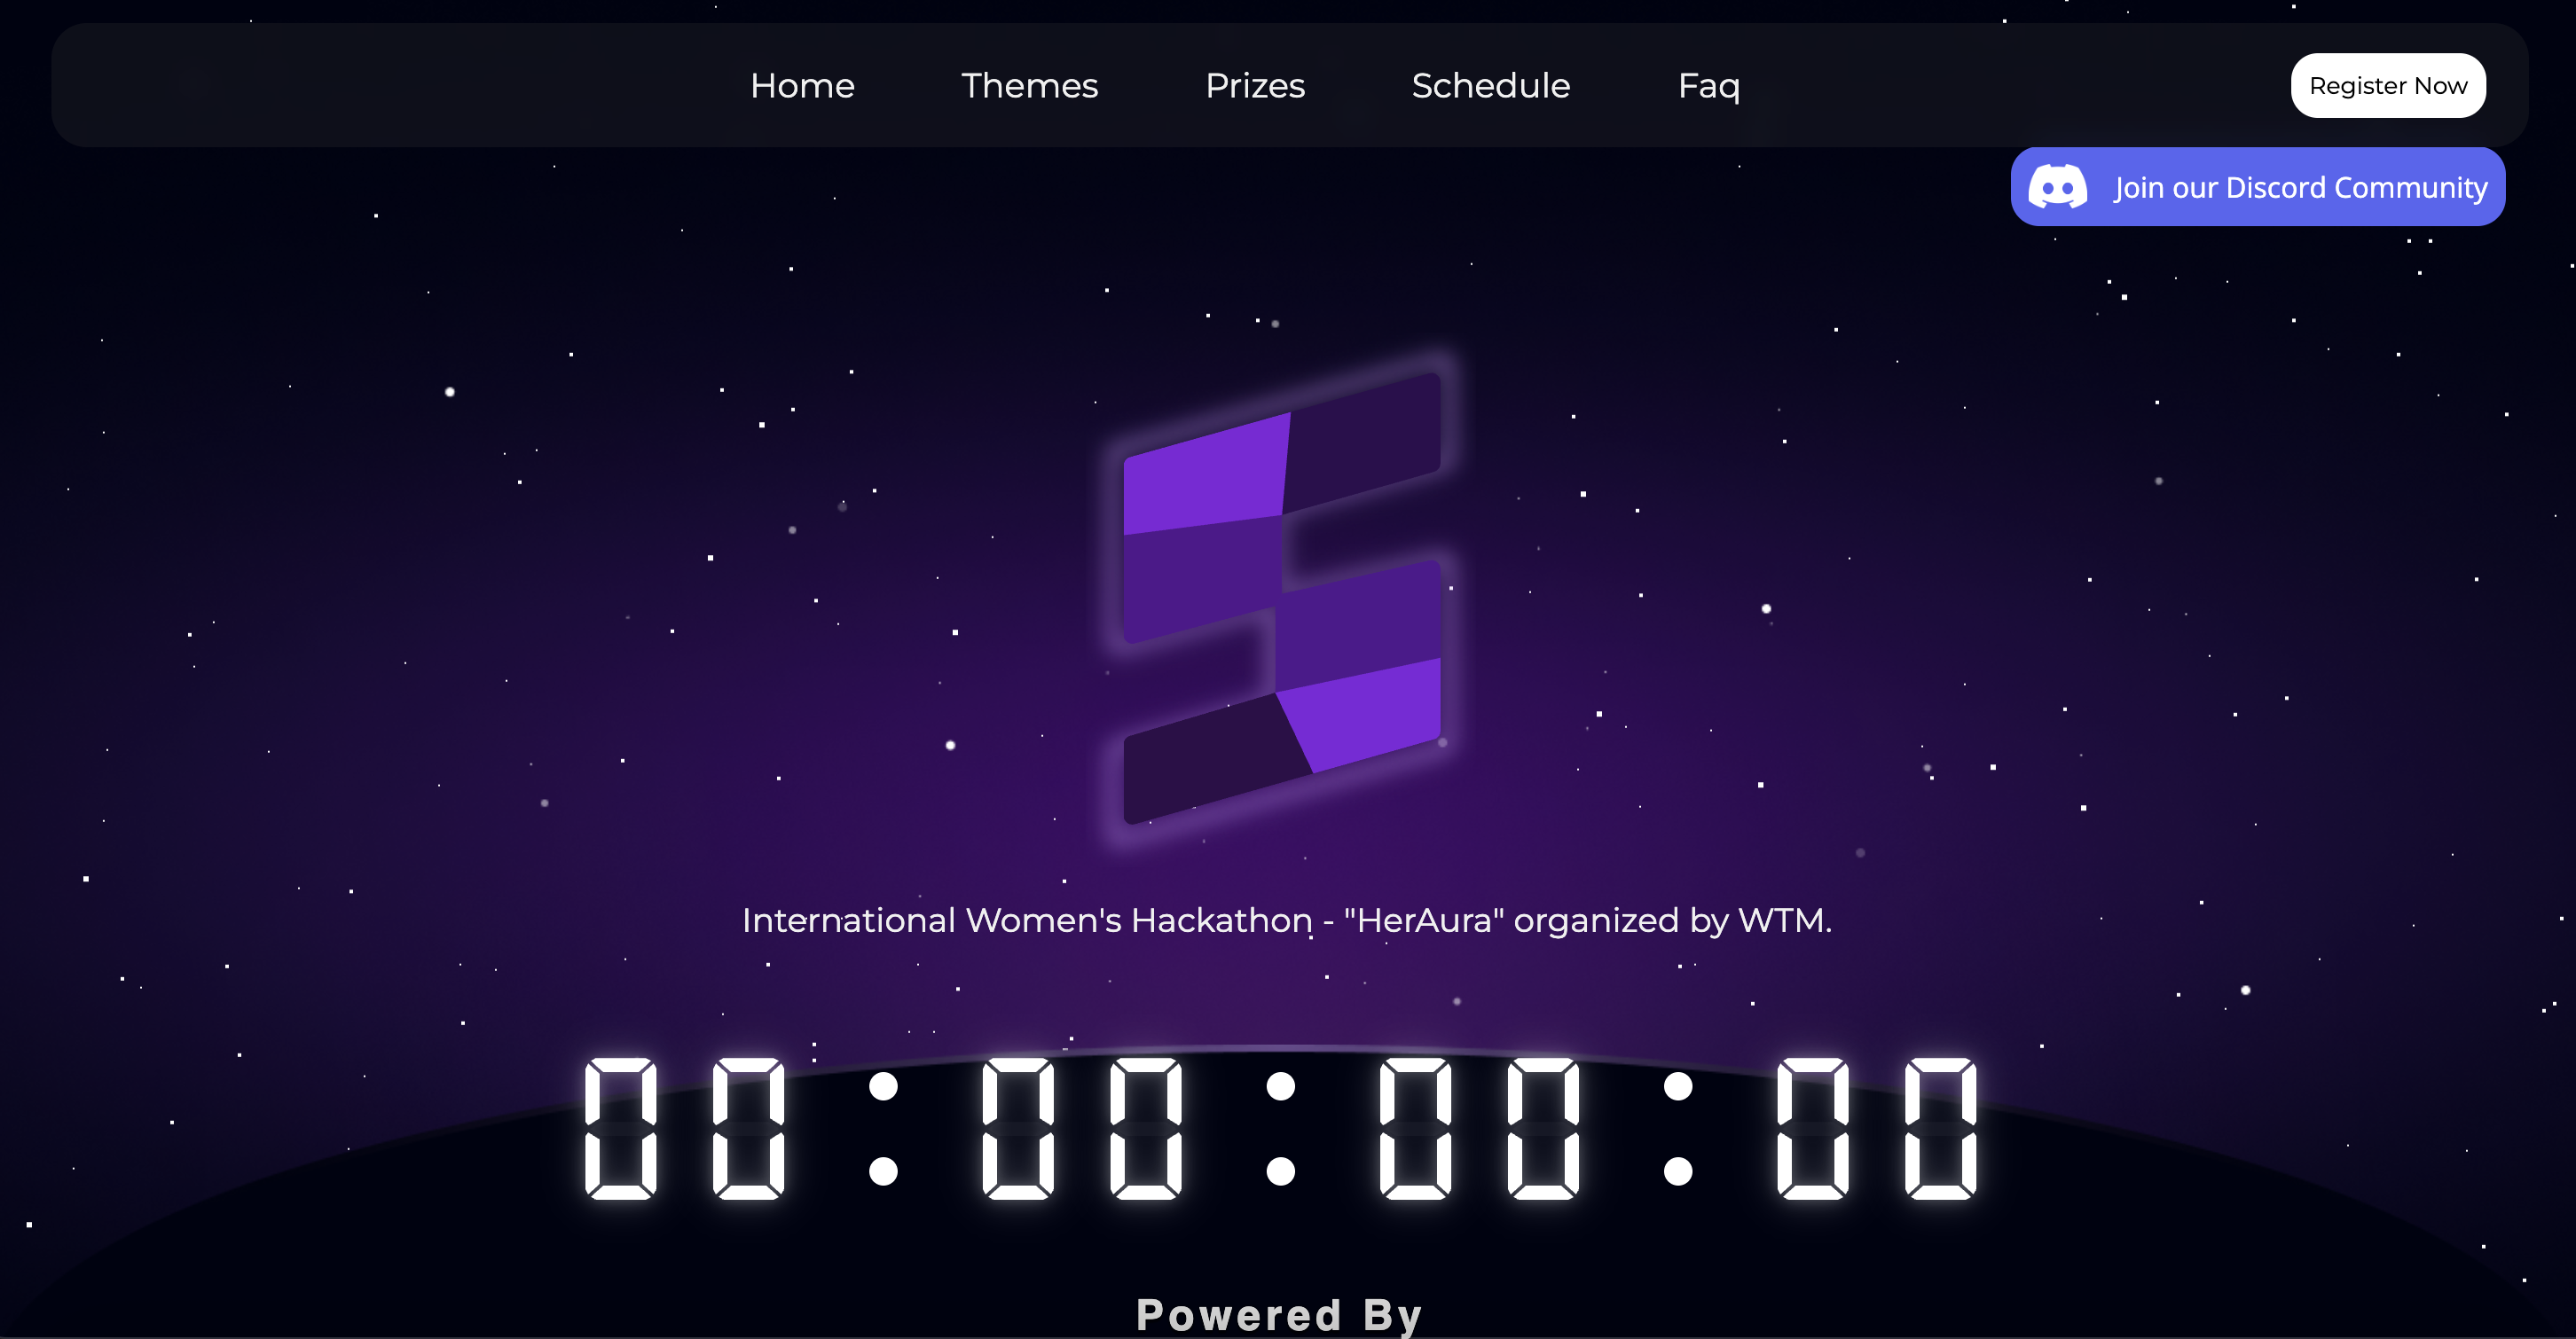 Home Themes Prizes Schedule Faq Register Now
Join our Discord Community
International Women's Hackathon - "HerAura" organized by WTM.
00 : 00 : 00 : 00
Powered By